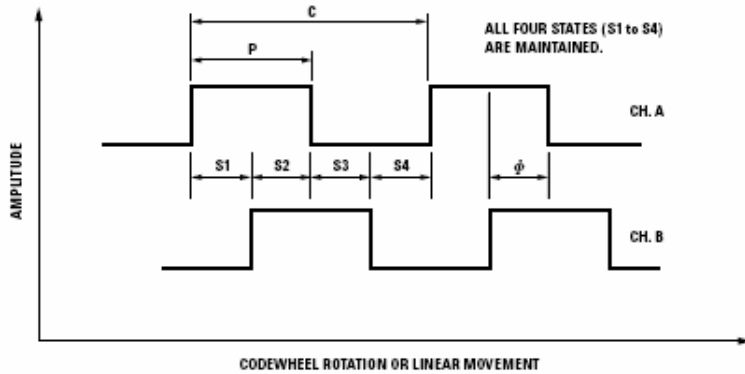 C
ALL FOUR STATES (S1 to S4)
ARE MAINTAINED.
P
CH. A
S1 S2 S3 S4 ϕ
AMPLITUDE
CH. B
CODEWHEEL ROTATION OR LINEAR MOVEMENT